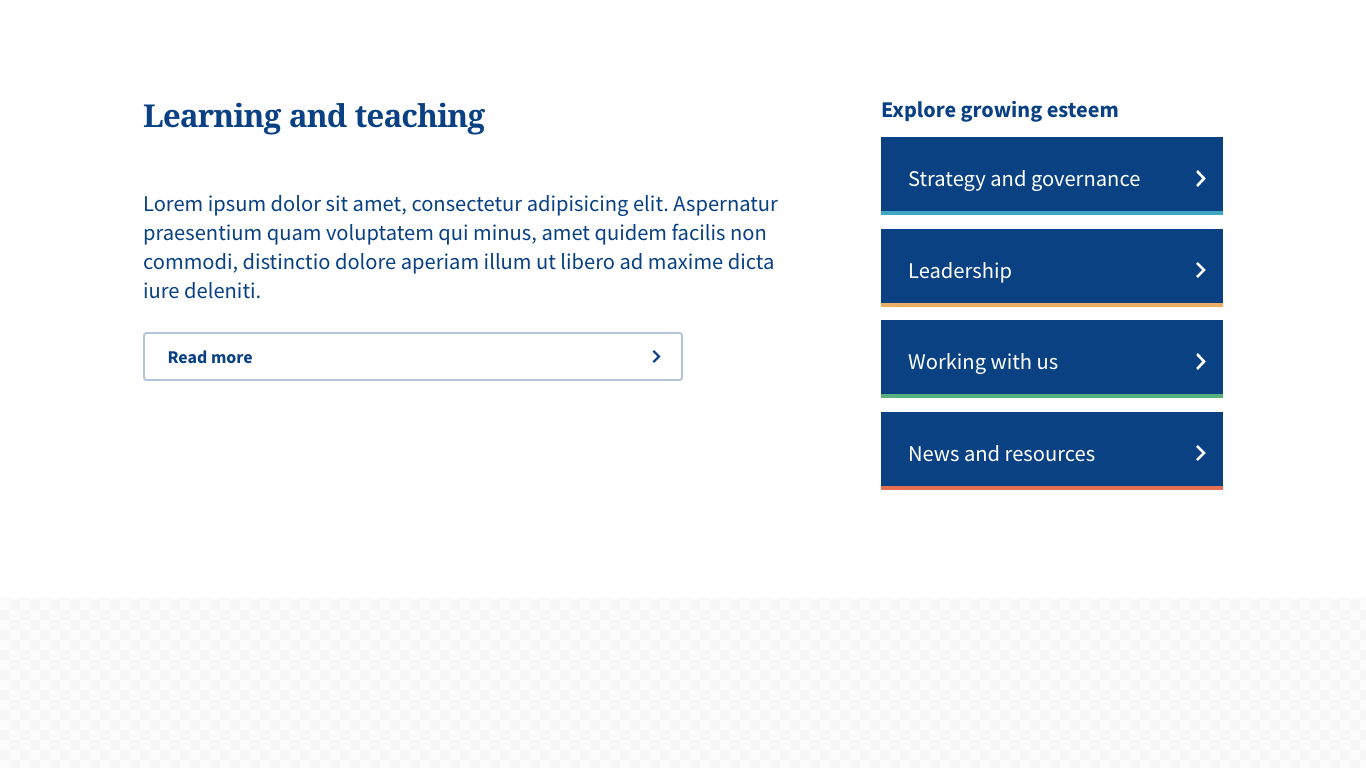 Learning and teaching
Lorem ipsum dolor sit amet, consectetur adipisicing elit. Aspernatur
praesentium quam voluptatem qui minus, amet quidem facilis non
commodi, distinctio dolore aperiam illum ut libero ad maxime dicta
iure deleniti.
Read more
Explore growing esteem
Strategy and governance
Leadership
Working with us
News and resources